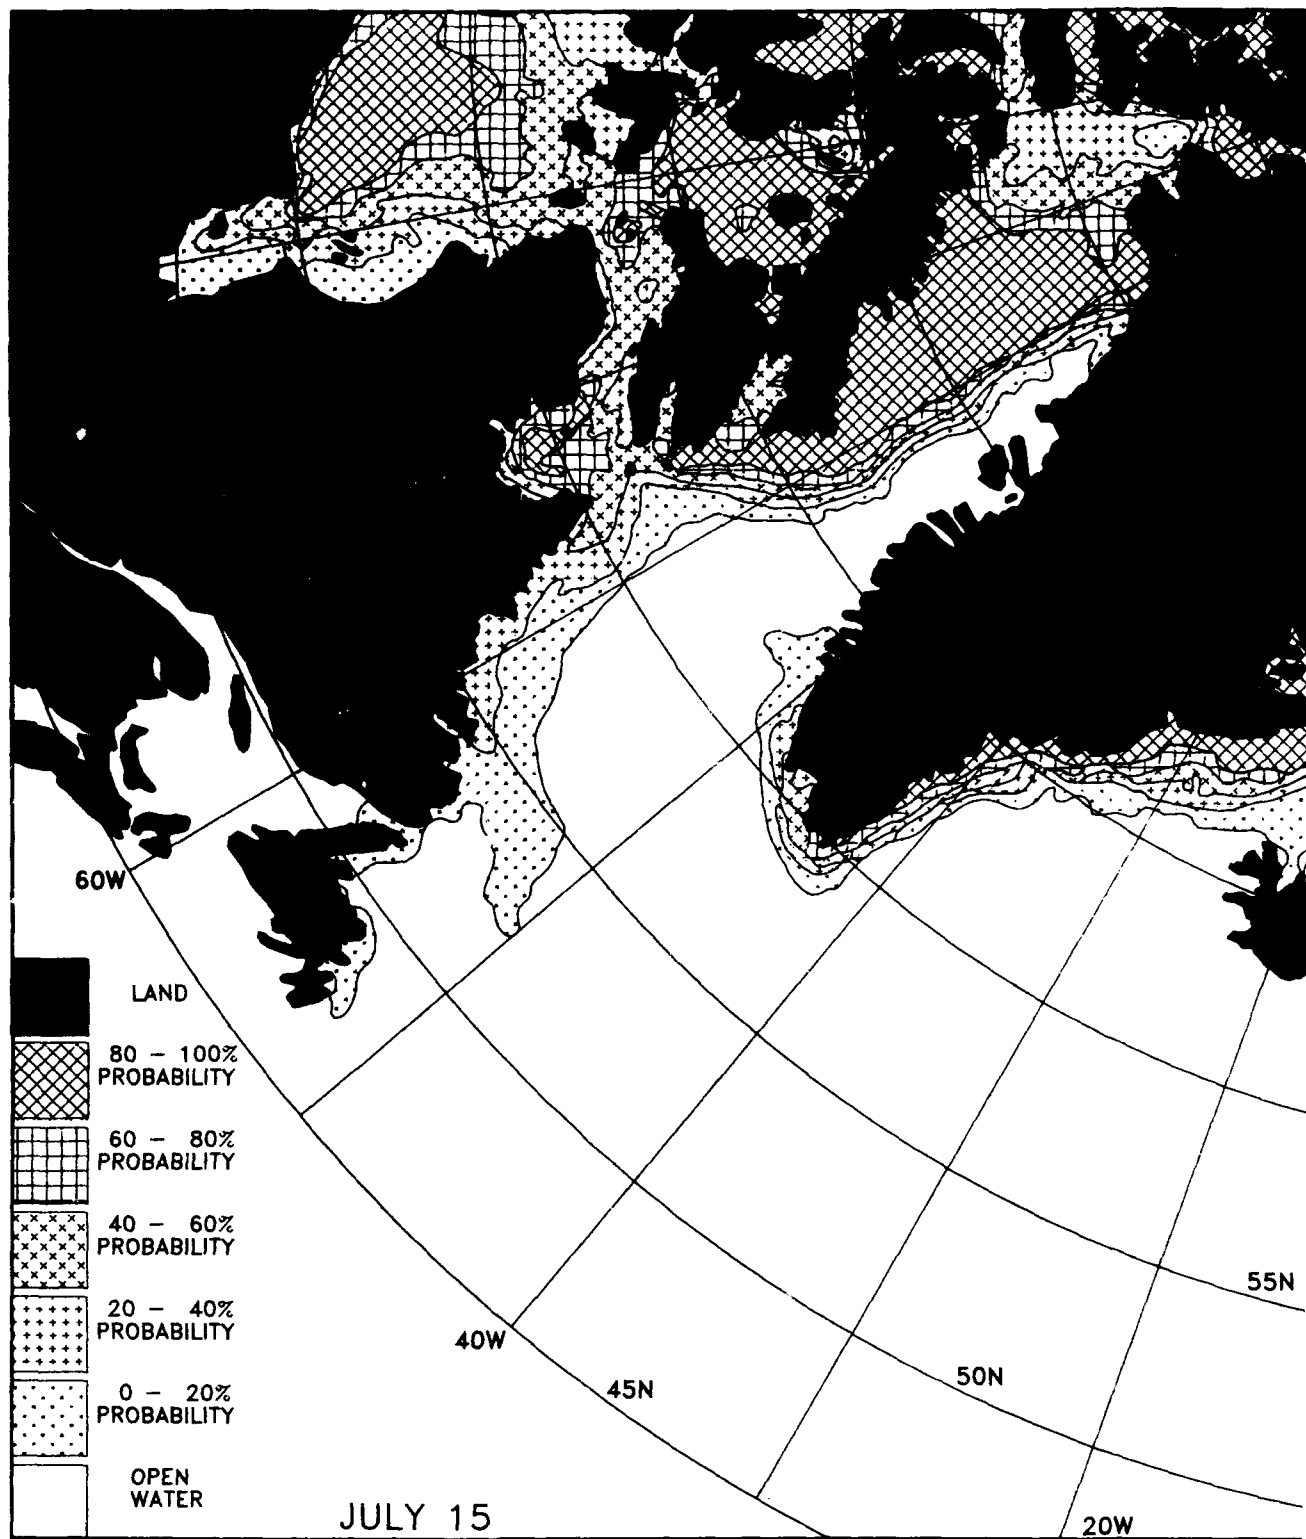 60W
LAND
80 - 100%
PROBABILITY
60 - 80%
PROBABILITY
40 - 60%
PROBABILITY
20 - 40%
PROBABILITY
0 - 20%
PROBABILITY
OPEN
WATER
JULY 15
40W
45N
50N
55N
20W